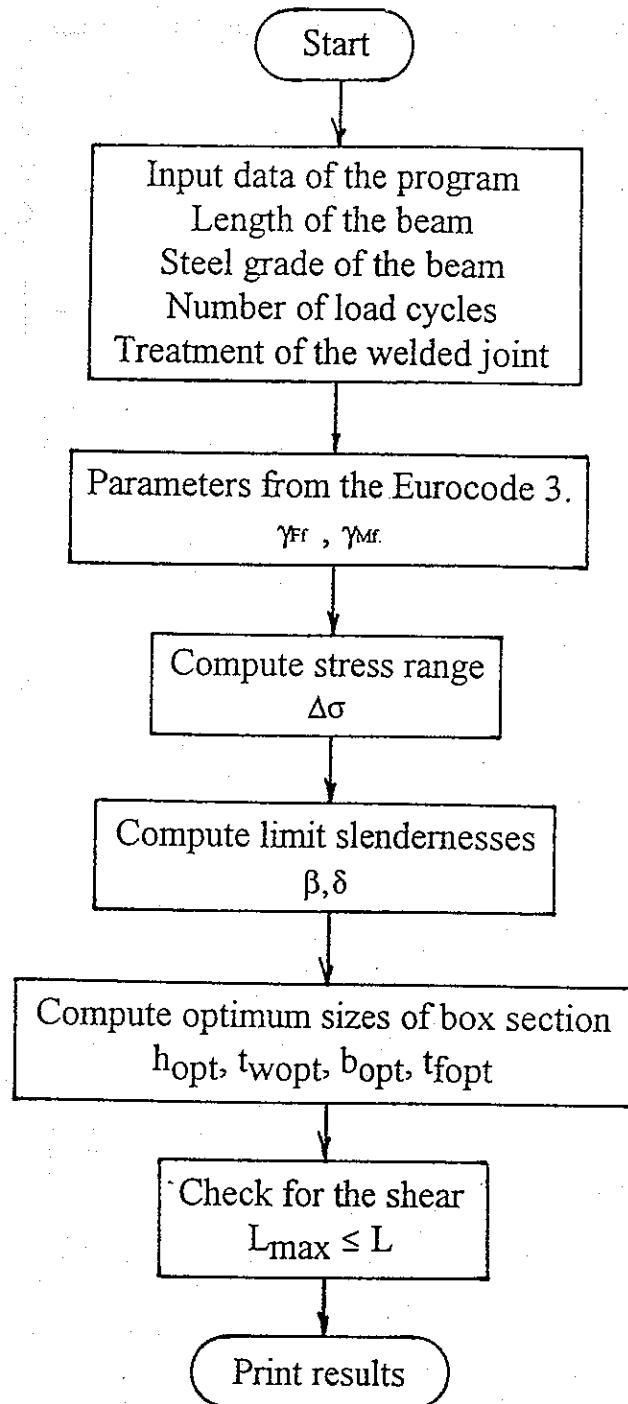 Start
Input data of the program
Length of the beam
Steel grade of the beam
Number of load cycles
Treatment of the welded joint
Parameters from the Eurocode 3.
γFf , γMf.
Compute stress range
Δσ
Compute limit slendernesses
β,δ
Compute optimum sizes of box section
hopt, twopt, bopt, tfopt
Check for the shear
Lmax ≤ L
Print results